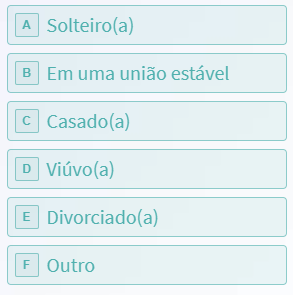 A Solteiro(a)
B Em uma união estável
C Casado(a)
D Viúvo(a)
E Divorciado(a)
F Outro